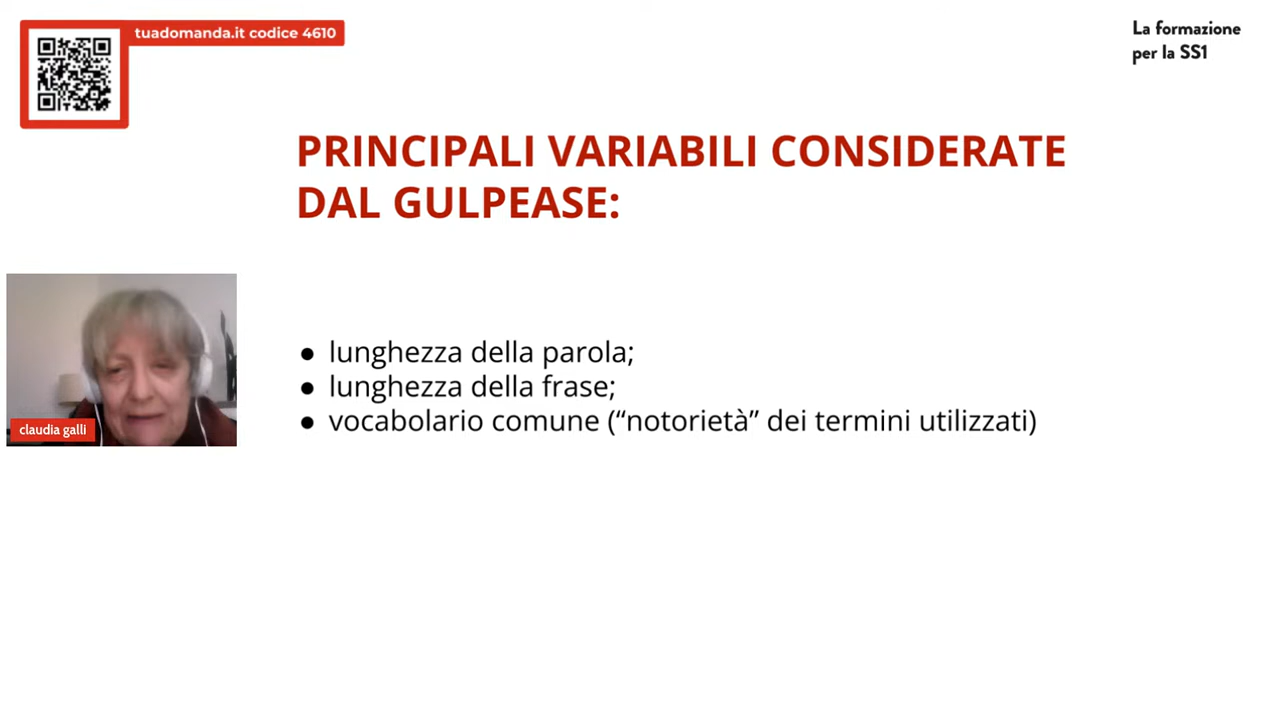 tuadomanda.it codice 4610
La formazione
per la SS1
PRINCIPALI VARIABILI CONSIDERATE
DAL GULPEASE:
● lunghezza della parola;
● lunghezza della frase;
● vocabolario comune (“notorietà” dei termini utilizzati)
claudia galli